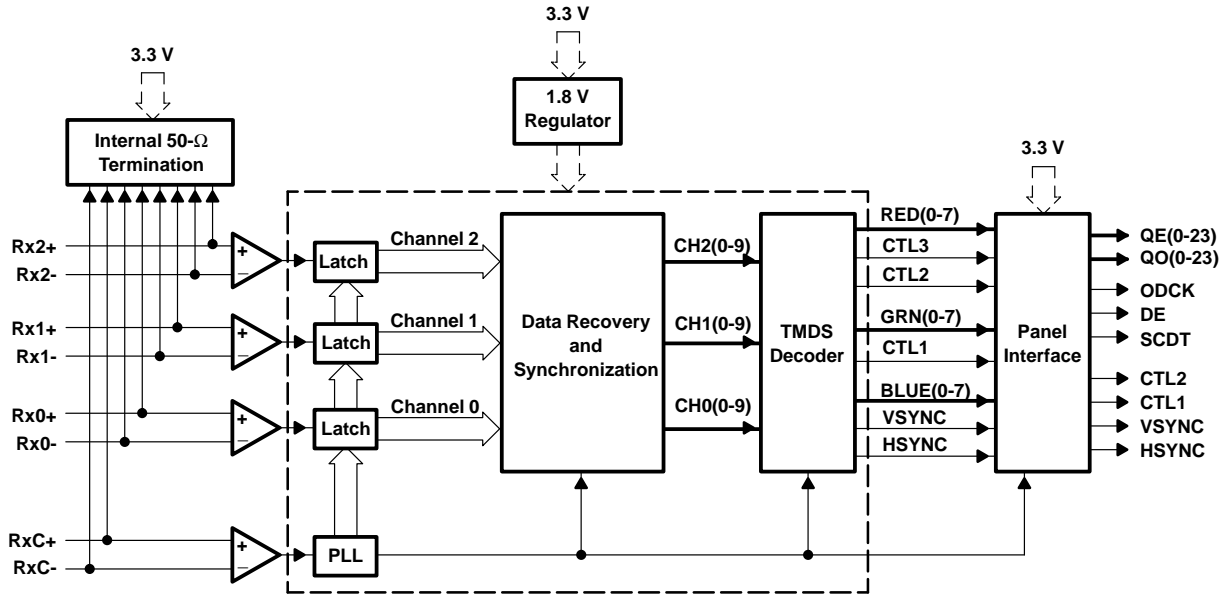 3.3 V
3.3 V
1.8 V
Regulator
Internal 50-Ω
Termination
3.3 V
Rx2+
Rx2-
Rx1+
Rx1-
Rx0+
Rx0-
RxC+
RxC-
+
−
+
−
+
−
+
−
Latch
Latch
Latch
PLL
Channel 2
Channel 1
Channel 0
Data Recovery
and
Synchronization
CH2(0-9)
CH1(0-9)
CH0(0-9)
TMDS
Decoder
RED(0-7)
CTL3
CTL2
GRN(0-7)
CTL1
BLUE(0-7)
VSYNC
HSYNC
Panel
Interface
QE(0-23)
QO(0-23)
ODCK
DE
SCDT
CTL2
CTL1
VSYNC
HSYNC